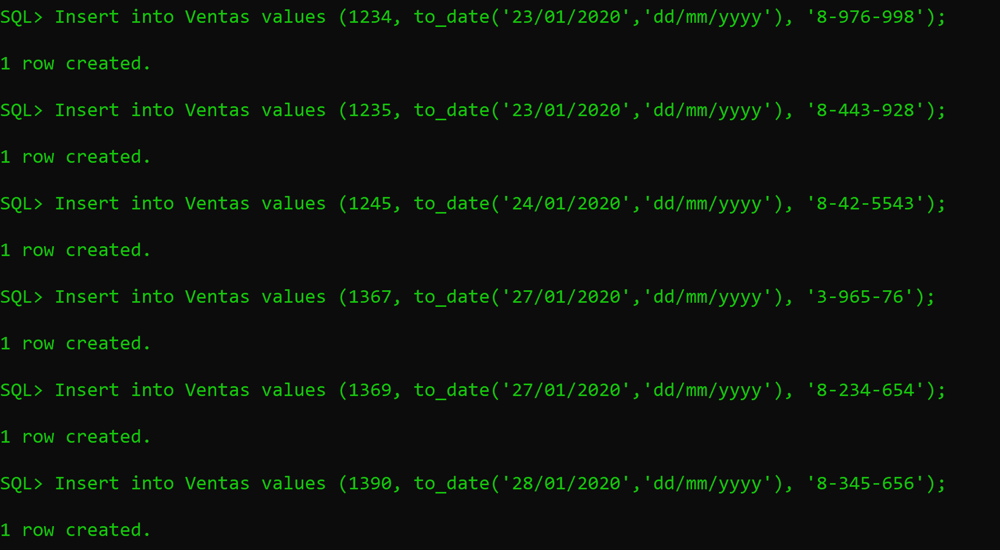 SQL> Insert into Ventas values (1234, to_date('23/01/2020','dd/mm/yyyy'), '8-976-998');
1 row created.
SQL> Insert into Ventas values (1235, to_date('23/01/2020','dd/mm/yyyy'), '8-443-928');
1 row created.
SQL> Insert into Ventas values (1245, to_date('24/01/2020','dd/mm/yyyy'), '8-42-5543');
1 row created.
SQL> Insert into Ventas values (1367, to_date('27/01/2020','dd/mm/yyyy'), '3-965-76');
1 row created.
SQL> Insert into Ventas values (1369, to_date('27/01/2020','dd/mm/yyyy'), '8-234-654');
1 row created.
SQL> Insert into Ventas values (1390, to_date('28/01/2020','dd/mm/yyyy'), '8-345-656');
1 row created.